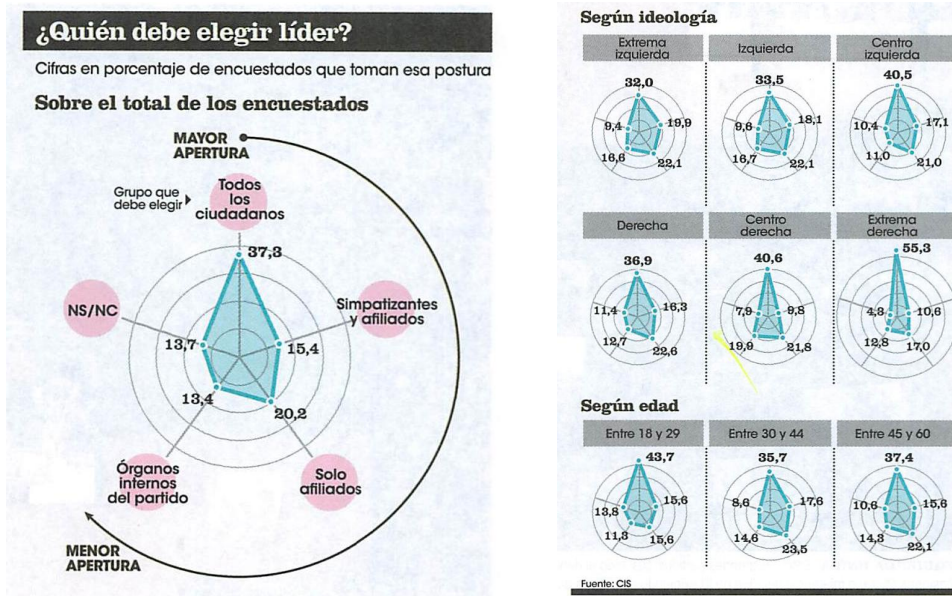 ¿Quién debe elegir líder?
Cifras en porcentaje de encuestados que toman esa postura
Sobre el total de los encuestados
MAYOR
APERTURA
Grupo que
debe elegir
Todos
los
ciudadanos
37,3
Simpatizantes
y afiliados
15,4
Solo
afiliados
20,2
Órganos
internos
del partido
13,4
NS/NC
13,7
MENOR
APERTURA
Según ideología
Extrema
izquierda
32,0
19,9
22,1
16,6
9,4
Izquierda
33,5
18,1
22,1
16,7
9,6
Centro
izquierda
40,5
17,1
21,0
11,0
10,4
Derecha
36,9
16,3
22,6
12,7
11,4
Centro
derecha
40,6
9,8
21,8
19,9
7,9
Extrema
derecha
55,3
10,6
17,0
12,8
4,3
Según edad
Entre 18 y 29
43,7
15,6
15,6
11,3
13,8
Entre 30 y 44
35,7
17,6
23,5
14,6
8,6
Entre 45 y 60
37,4
15,6
22,1
14,3
10,6
Fuente: CIS